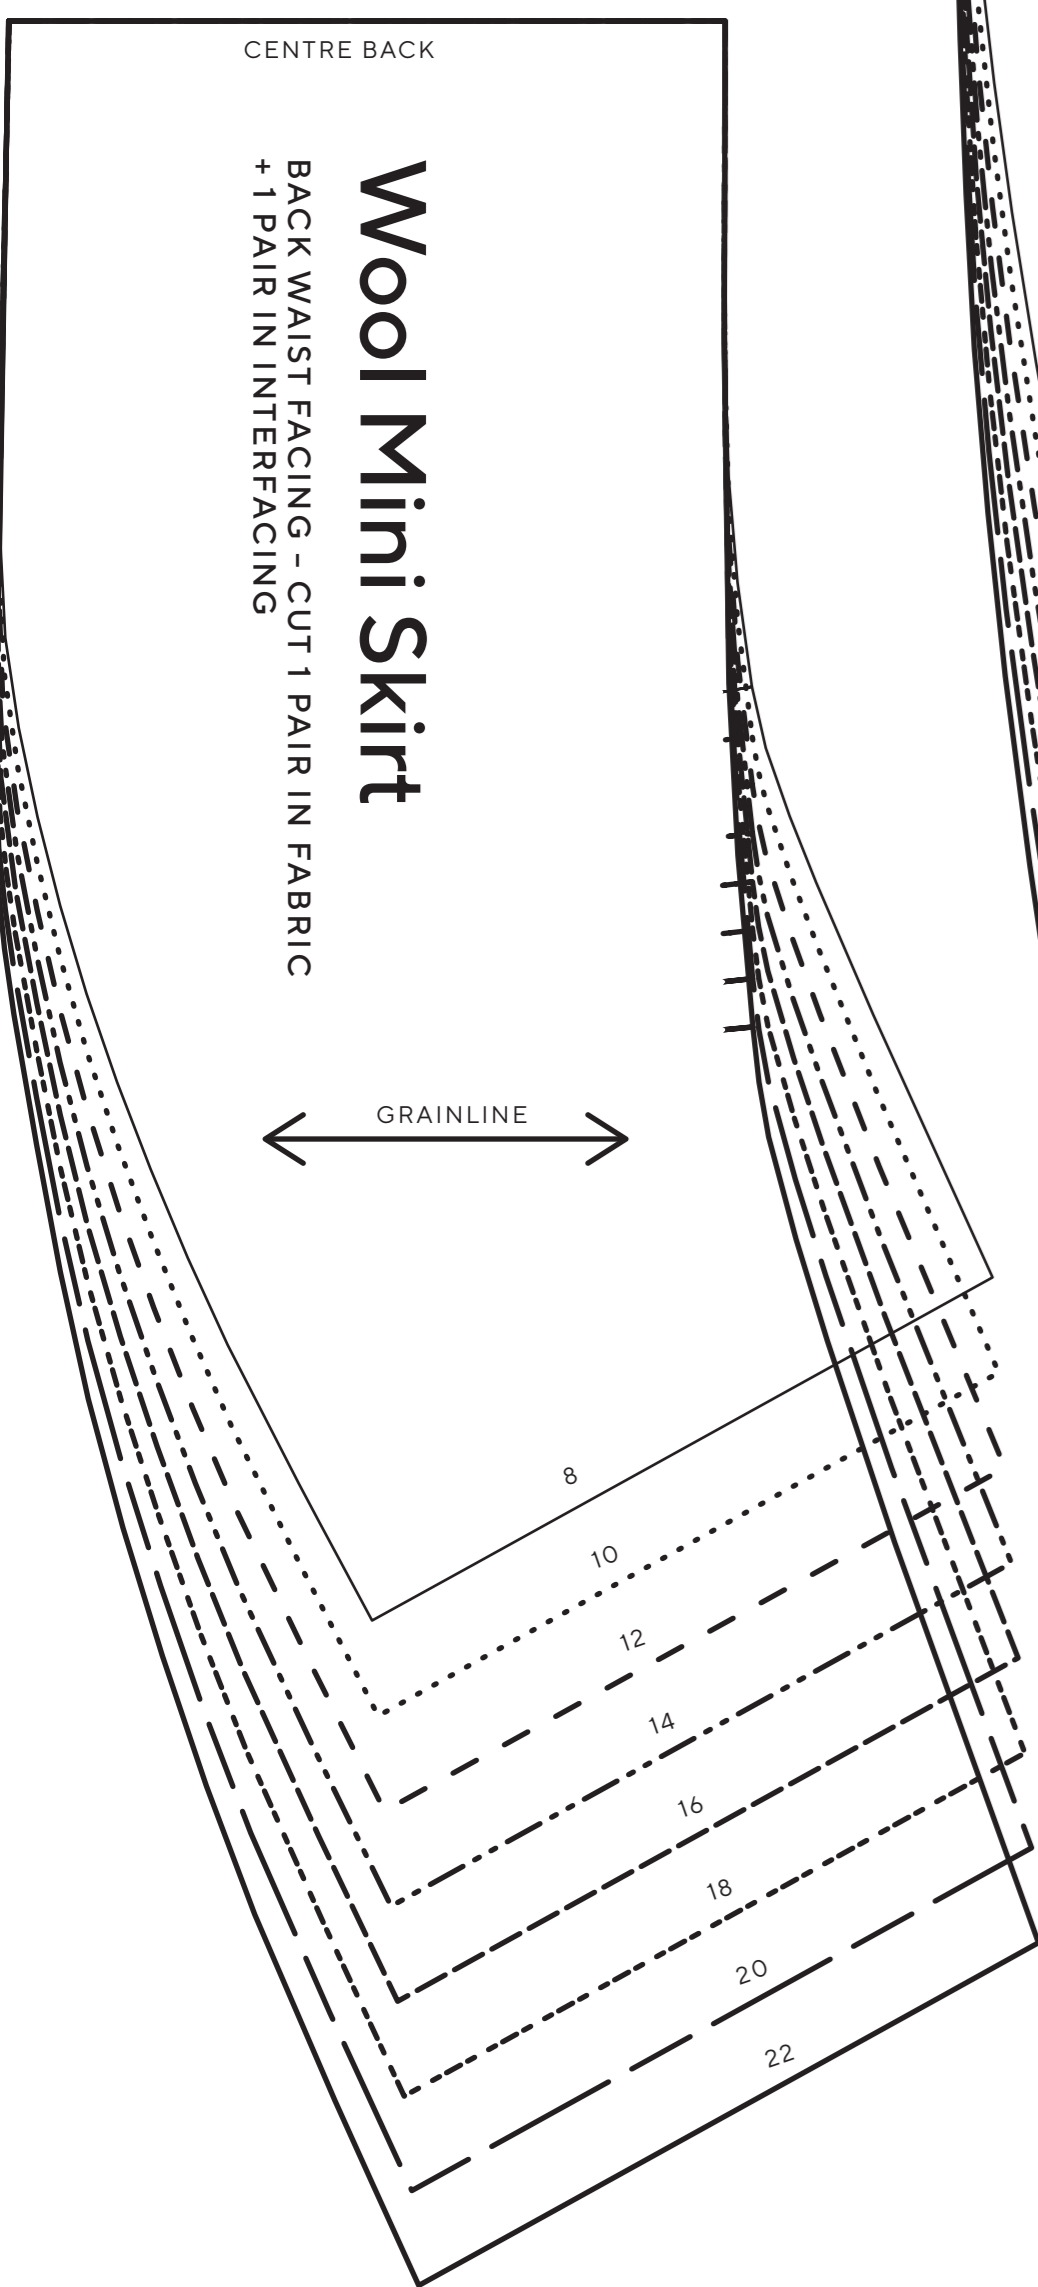 CENTRE BACK
Wool Mini Skirt
BACK WAIST FACING – CUT 1 PAIR IN FABRIC
+ 1 PAIR IN INTERFACING
GRAINLINE
8
10
12
14
16
18
20
22